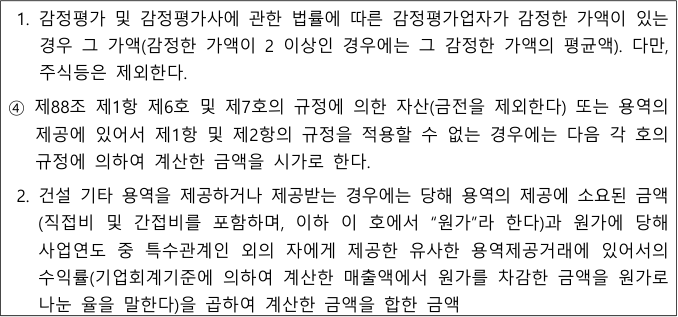 1. 감정평가 및 감정평가사에 관한 법률에 따른 감정평가업자가 감정한 가액이 있는
경우 그 가액(감정한 가액이 2 이상인 경우에는 그 감정한 가액의 평균액). 다만,
주식등은 제외한다.
④ 제88조 제1항 제6호 및 제7호의 규정에 의한 자산(금전을 제외한다) 또는 용역의
제공에 있어서 제1항 및 제2항의 규정을 적용할 수 없는 경우에는 다음 각 호의
규정에 의하여 계산한 금액을 시가로 한다.
2. 건설 기타 용역을 제공하거나 제공받는 경우에는 당해 용역의 제공에 소요된 금액
(직접비 및 간접비를 포함하며, 이하 이 호에서 “원가”라 한다)과 원가에 당해
사업연도 중 특수관계인 외의 자에게 제공한 유사한 용역제공거래에 있어서의
수익률(기업회계기준에 의하여 계산한 매출액에서 원가를 차감한 금액을 원가로
나눈 율을 말한다)을 곱하여 계산한 금액을 합한 금액